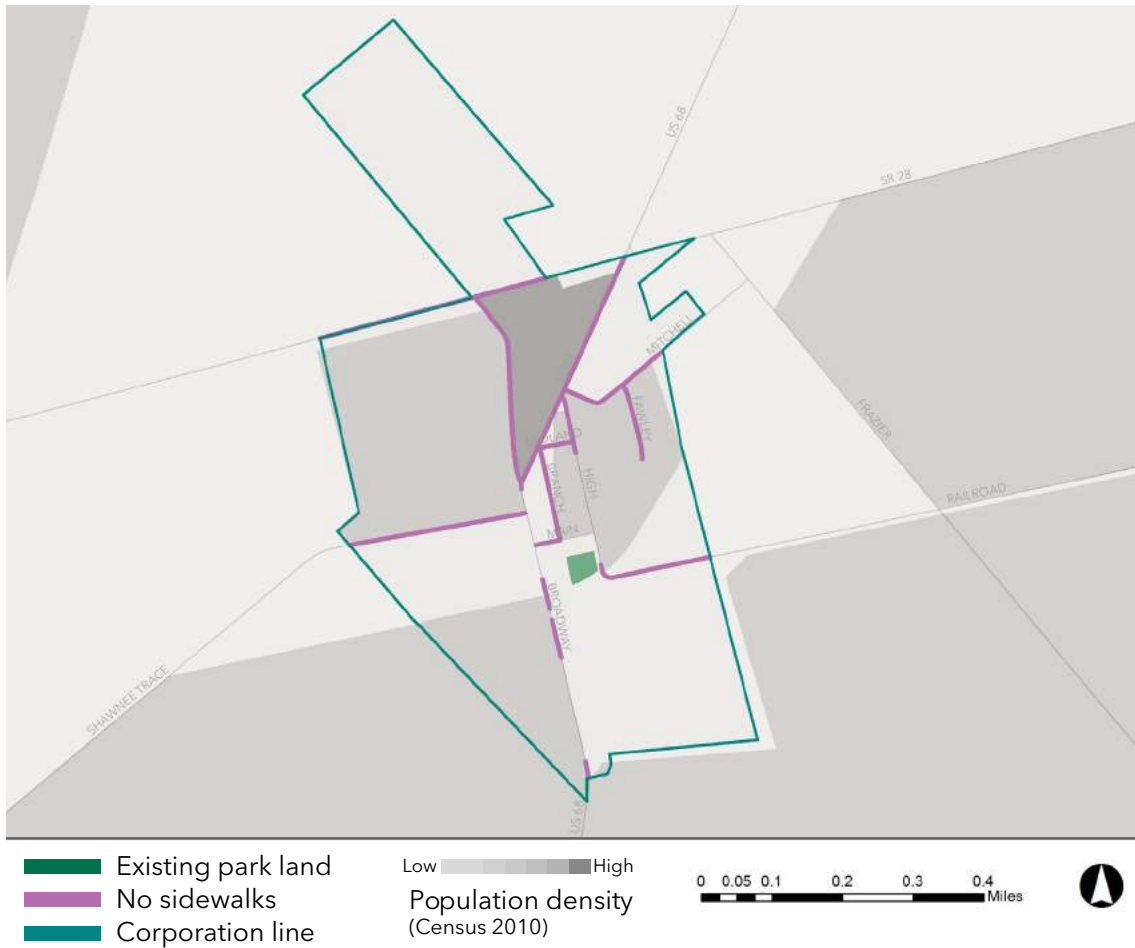 US 68
SR 28
MITCHELL
FAWLEY
FRAZIER
BRANCH
HIGH
RAILROAD
MAIN
BROADWAY
SHAWNEE TRACE
US 68
Existing park land
No sidewalks
Corporation line
Low High
Population density
(Census 2010)
0 0.05 0.1 0.2 0.3 0.4
Miles